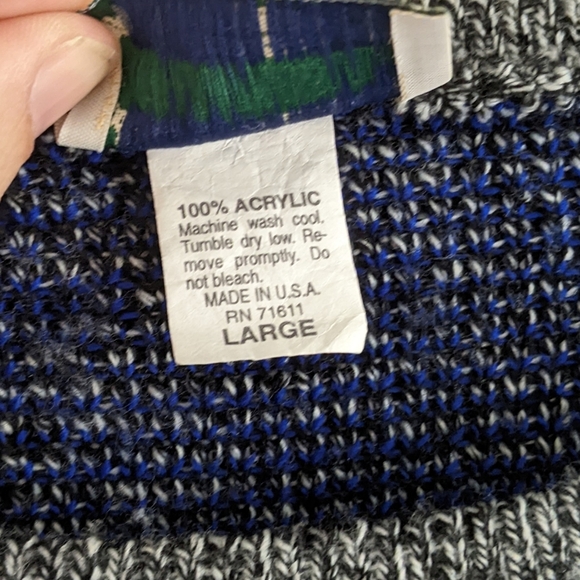 100% ACRYLIC
Machine wash cool.
Tumble dry low. Re-
move promptly. Do
not bleach.
MADE IN U.S.A.
RN 71611
LARGE